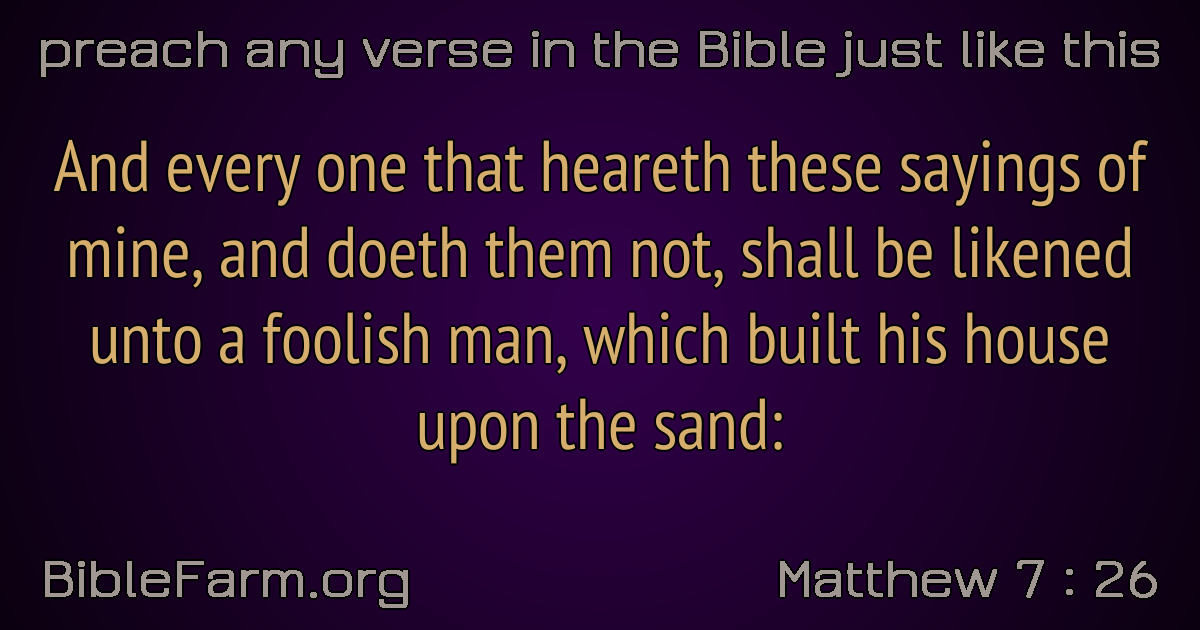 preach any verse in the Bible just like this
And every one that heareth these sayings of
mine, and doeth them not, shall be likened
unto a foolish man, which built his house
upon the sand:
BibleFarm.org
Matthew 7 : 26